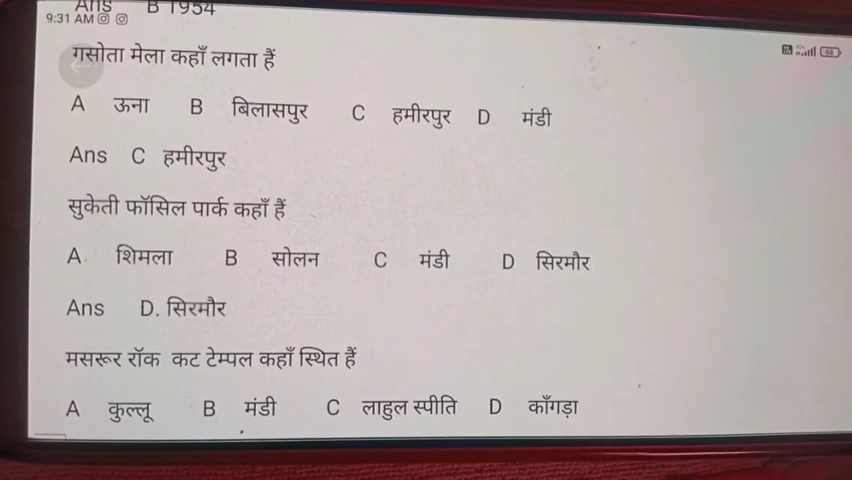 Ans B 1954
9:31 AM
गसोता मेला कहाँ लगता हैं
A ऊना B बिलासपुर C हमीरपुर D मंडी
Ans C हमीरपुर
सुकेती फॉसिल पार्क कहाँ हैं
A. शिमला B सोलन C मंडी D सिरमौर
Ans D. सिरमौर
मसरूर रॉक कट टेम्पल कहाँ स्थित हैं
A कुल्लू B मंडी C लाहुल स्पीति D काँगड़ा